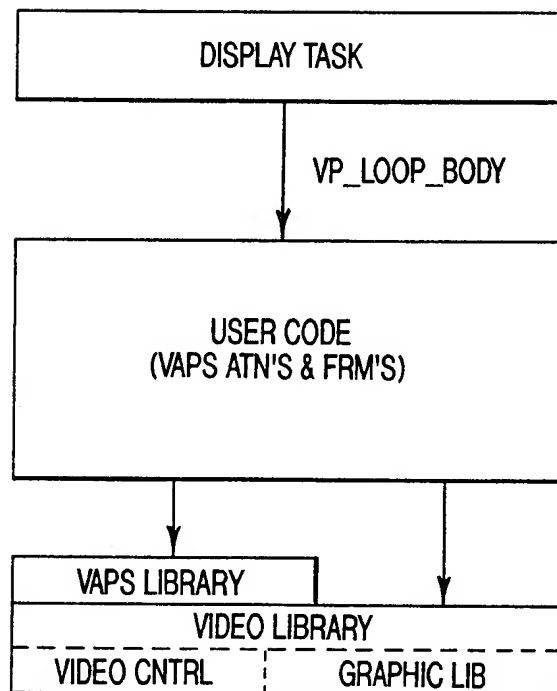 DISPLAY TASK
VP_LOOP_BODY
USER CODE
(VAPS ATN'S & FRM'S)
VAPS LIBRARY
VIDEO LIBRARY
VIDEO CNTRL
GRAPHIC LIB